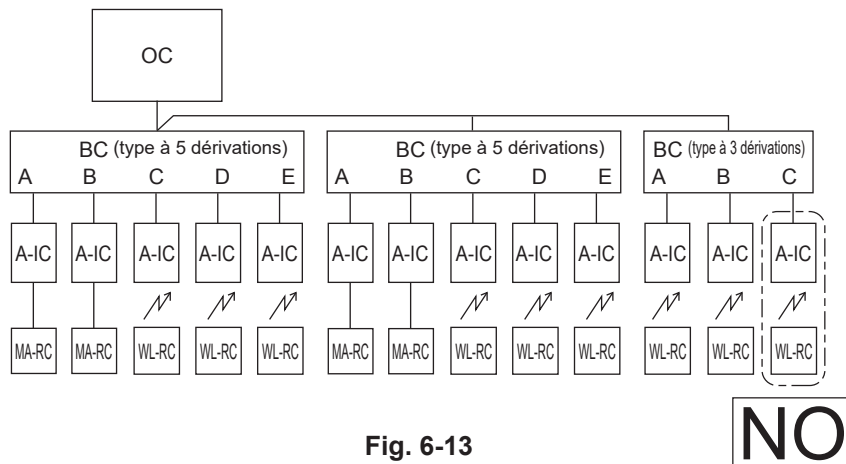 OC
BC (type à 5 dérivations) BC (type à 5 dérivations) BC (type à 3 dérivations)
A B C D E A B C D E A B C
A-IC A-IC A-IC A-IC A-IC A-IC A-IC A-IC A-IC A-IC A-IC A-IC A-IC
MA-RC MA-RC WL-RC WL-RC WL-RC MA-RC MA-RC WL-RC WL-RC WL-RC WL-RC WL-RC WL-RC
Fig. 6-13
NO